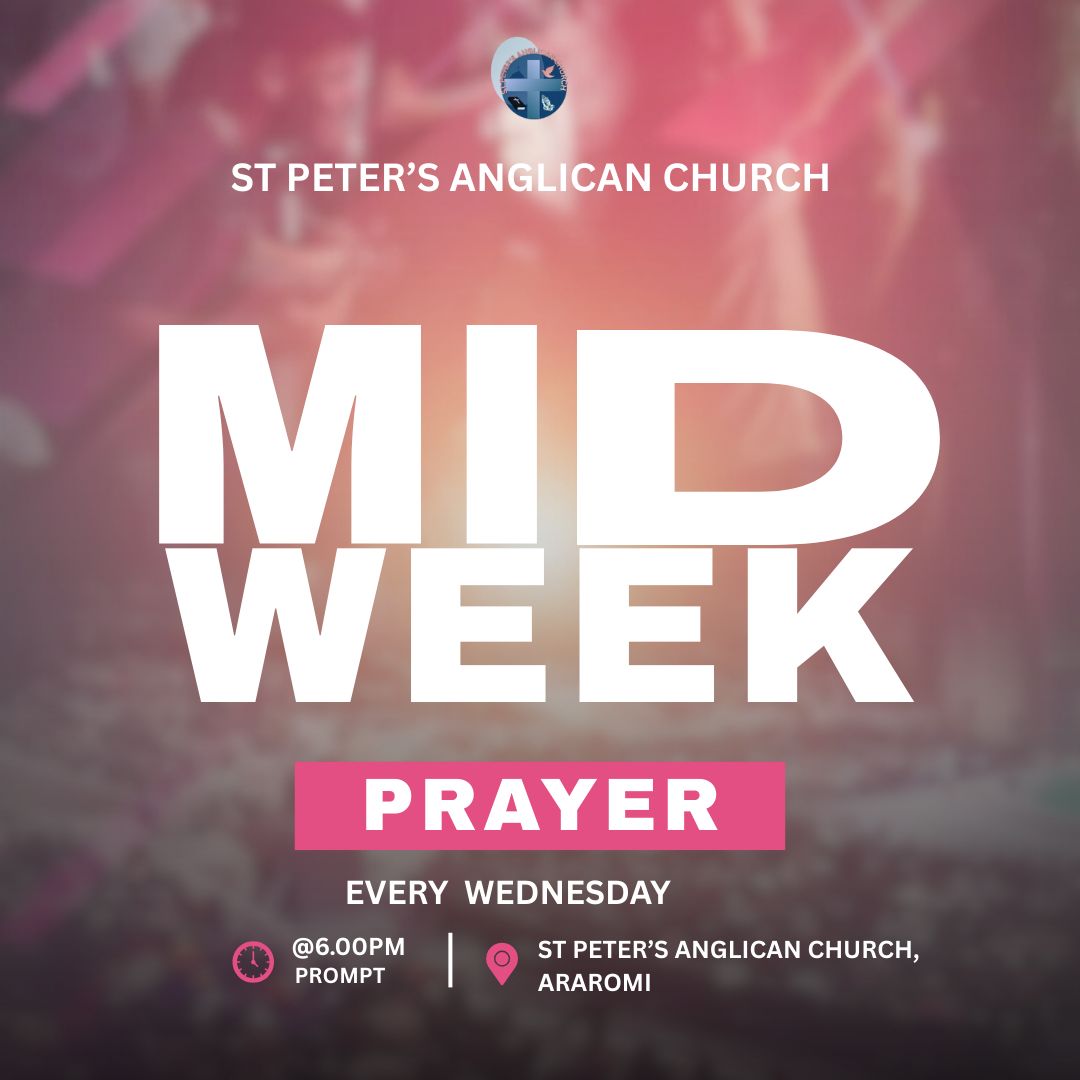 ST PETER’S ANGLICAN CHURCH
MID
WEEK
PRAYER
EVERY WEDNESDAY
@6.00PM
PROMPT
ST PETER’S ANGLICAN CHURCH,
ARAROMI